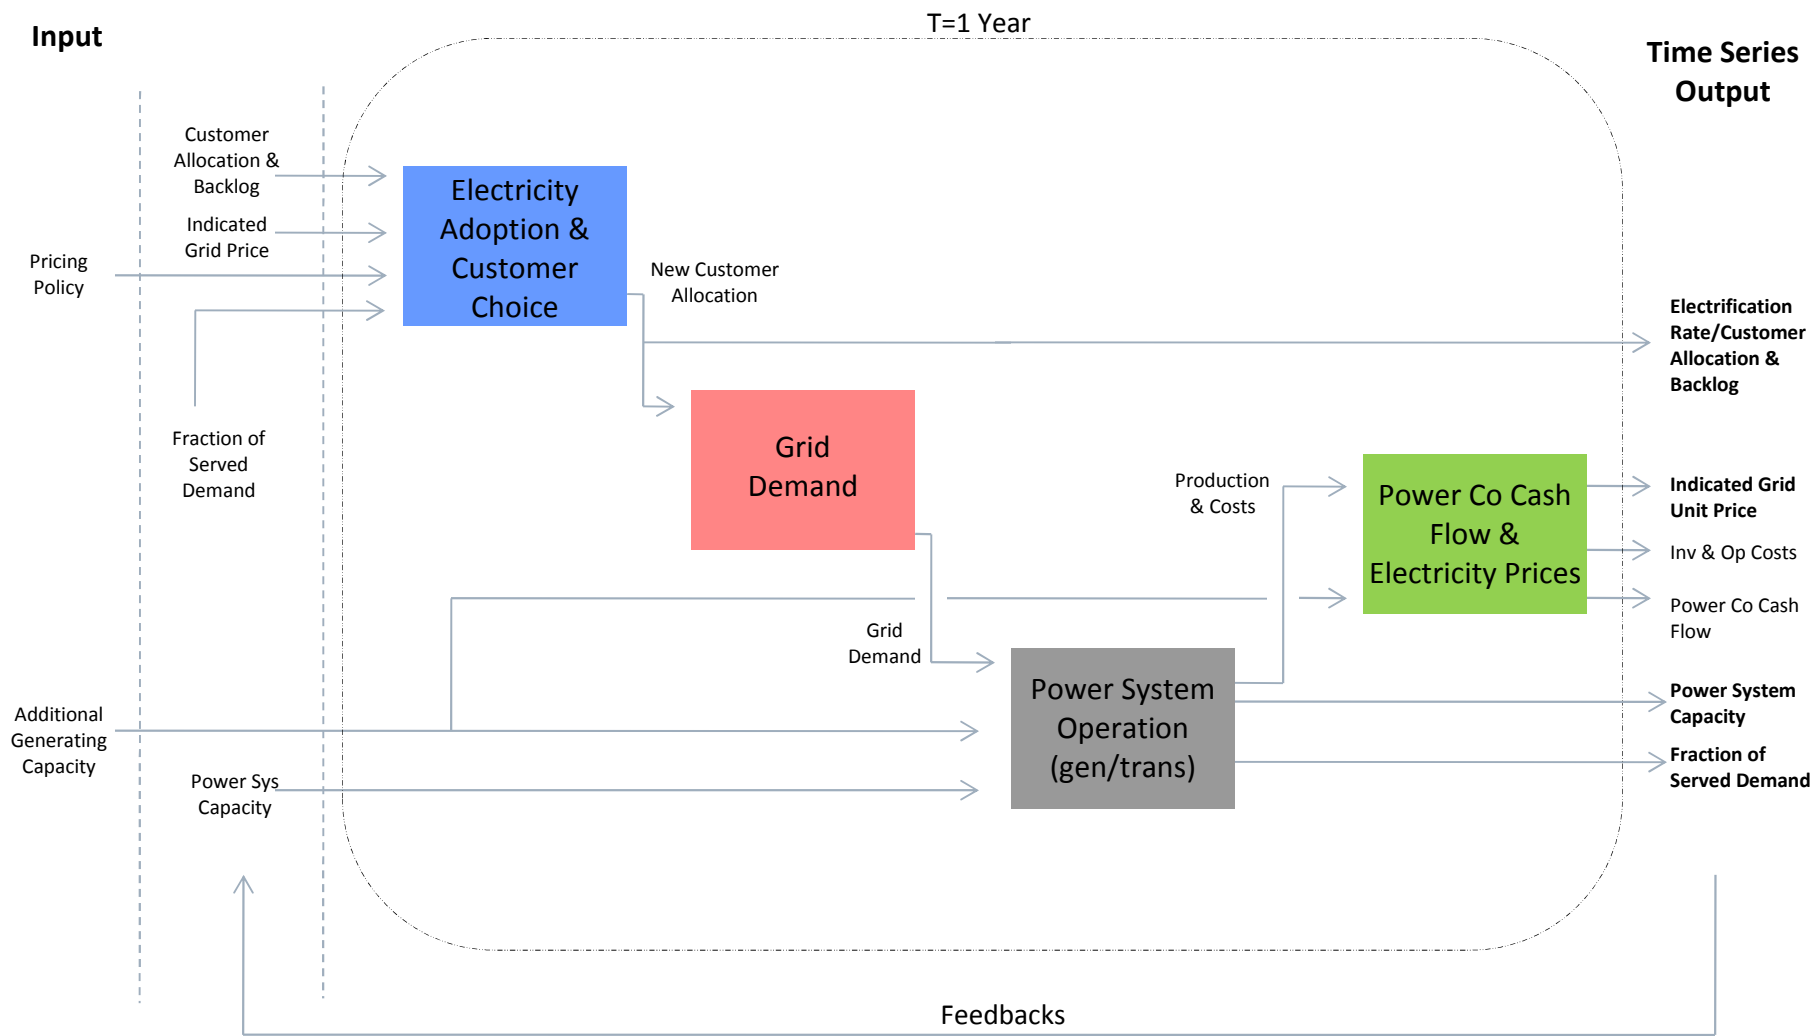 T=1 Year
Input
Time Series
Output
Customer
Allocation &
Backlog
Indicated
Grid Price
Pricing
Policy
Fraction of
Served
Demand
Additional
Generating
Capacity
Power Sys
Capacity
Electricity
Adoption &
Customer
Choice
New Customer
Allocation
Grid
Demand
Grid
Demand
Power System
Operation
(gen/trans)
Production
& Costs
Power Co Cash
Flow &
Electricity Prices
Electrification
Rate/Customer
Allocation &
Backlog
Indicated Grid
Unit Price
Inv & Op Costs
Power Co Cash
Flow
Power System
Capacity
Fraction of
Served Demand
Feedbacks